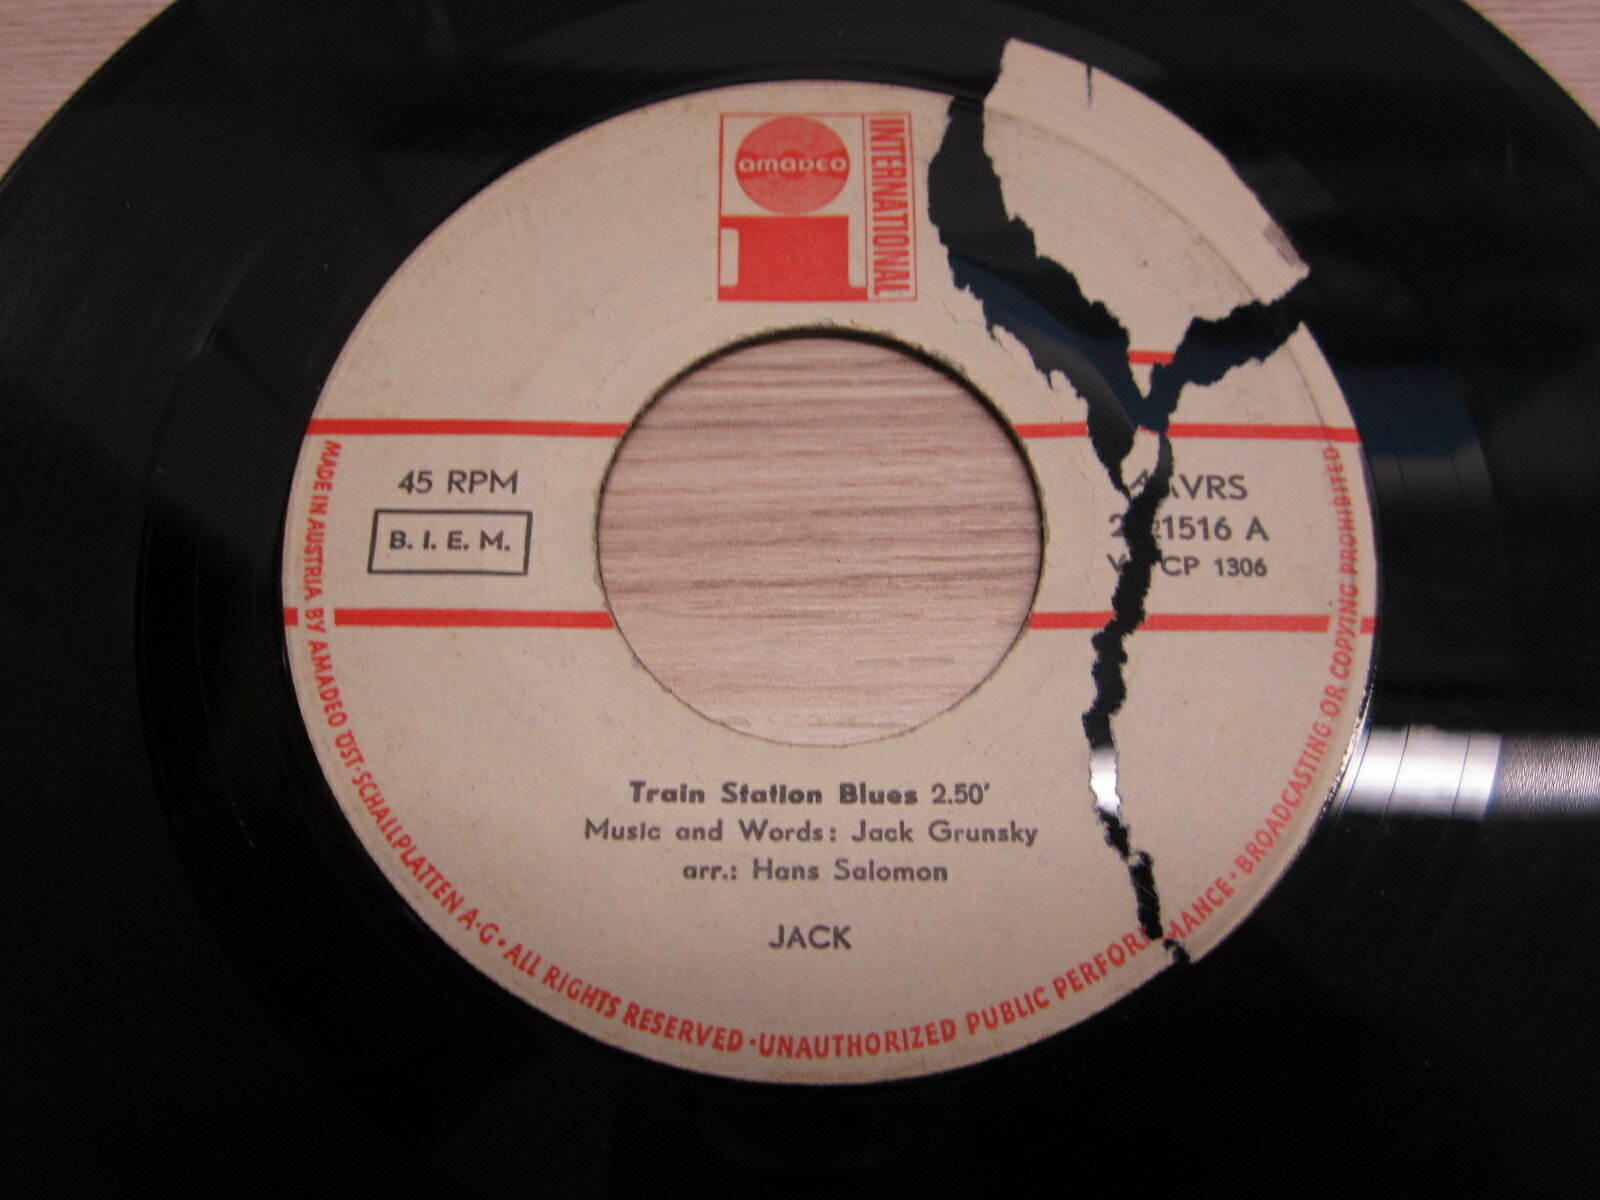 amadeo
INTERNATIONAL
45 RPM
B. I. E. M.
VRS
1516 A
CP 1306
Train Station Blues 2.50'
Music and Words: Jack Grunsky
arr.: Hans Salomon
JACK
MADE IN AUSTRIA BY AMADEO ÖST. SCHALLPLATTEN A·G · ALL RIGHTS RESERVED · UNAUTHORIZED PUBLIC PERFORMANCE · BROADCASTING OR COPYING PROHIBITED